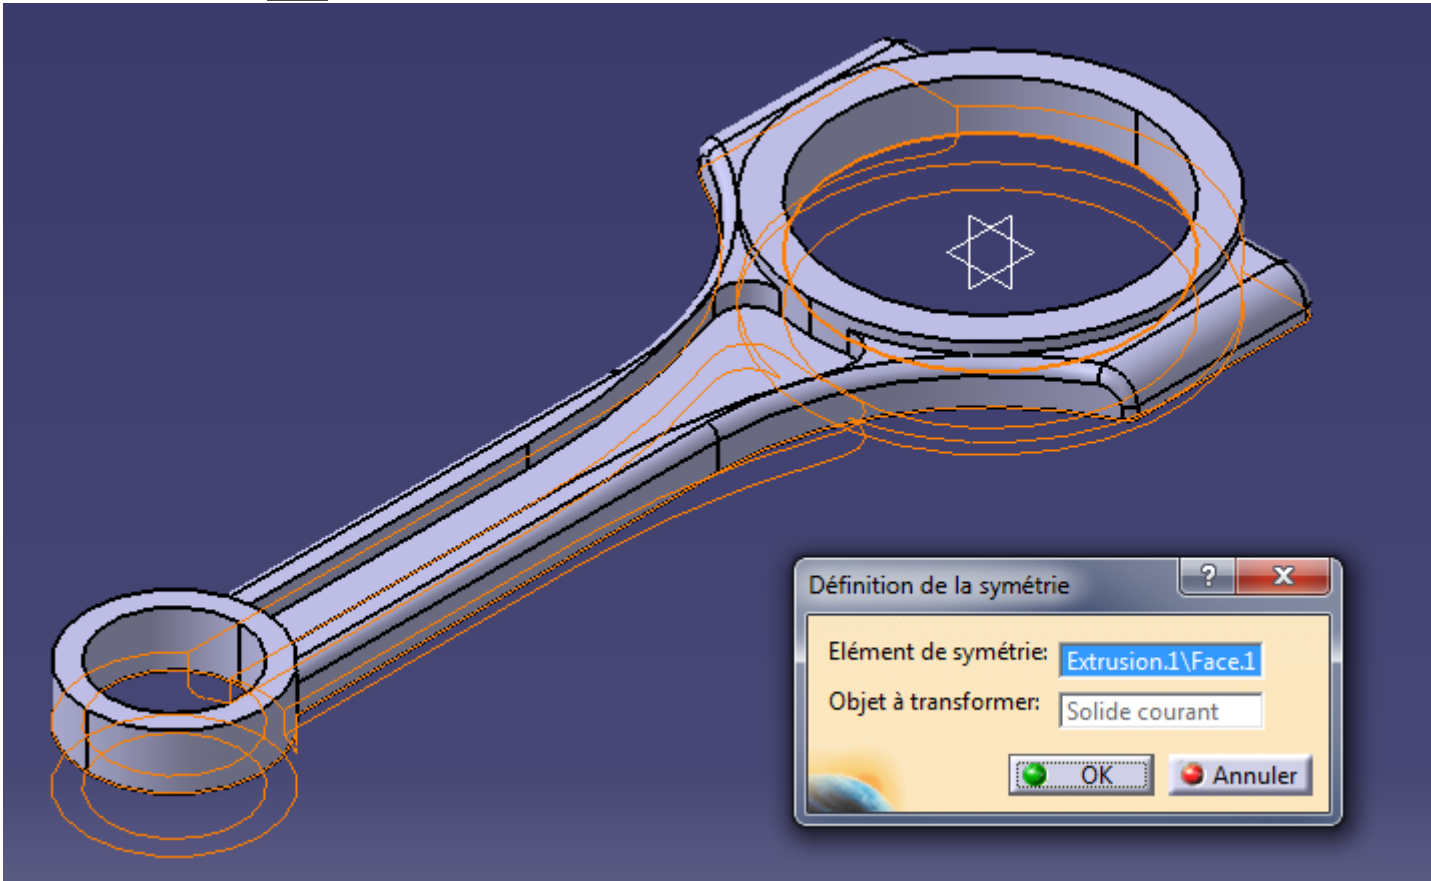 Définition de la symétrie
?
X
Elément de symétrie: Extrusion.1\Face.1
Objet à transformer: Solide courant
OK Annuler